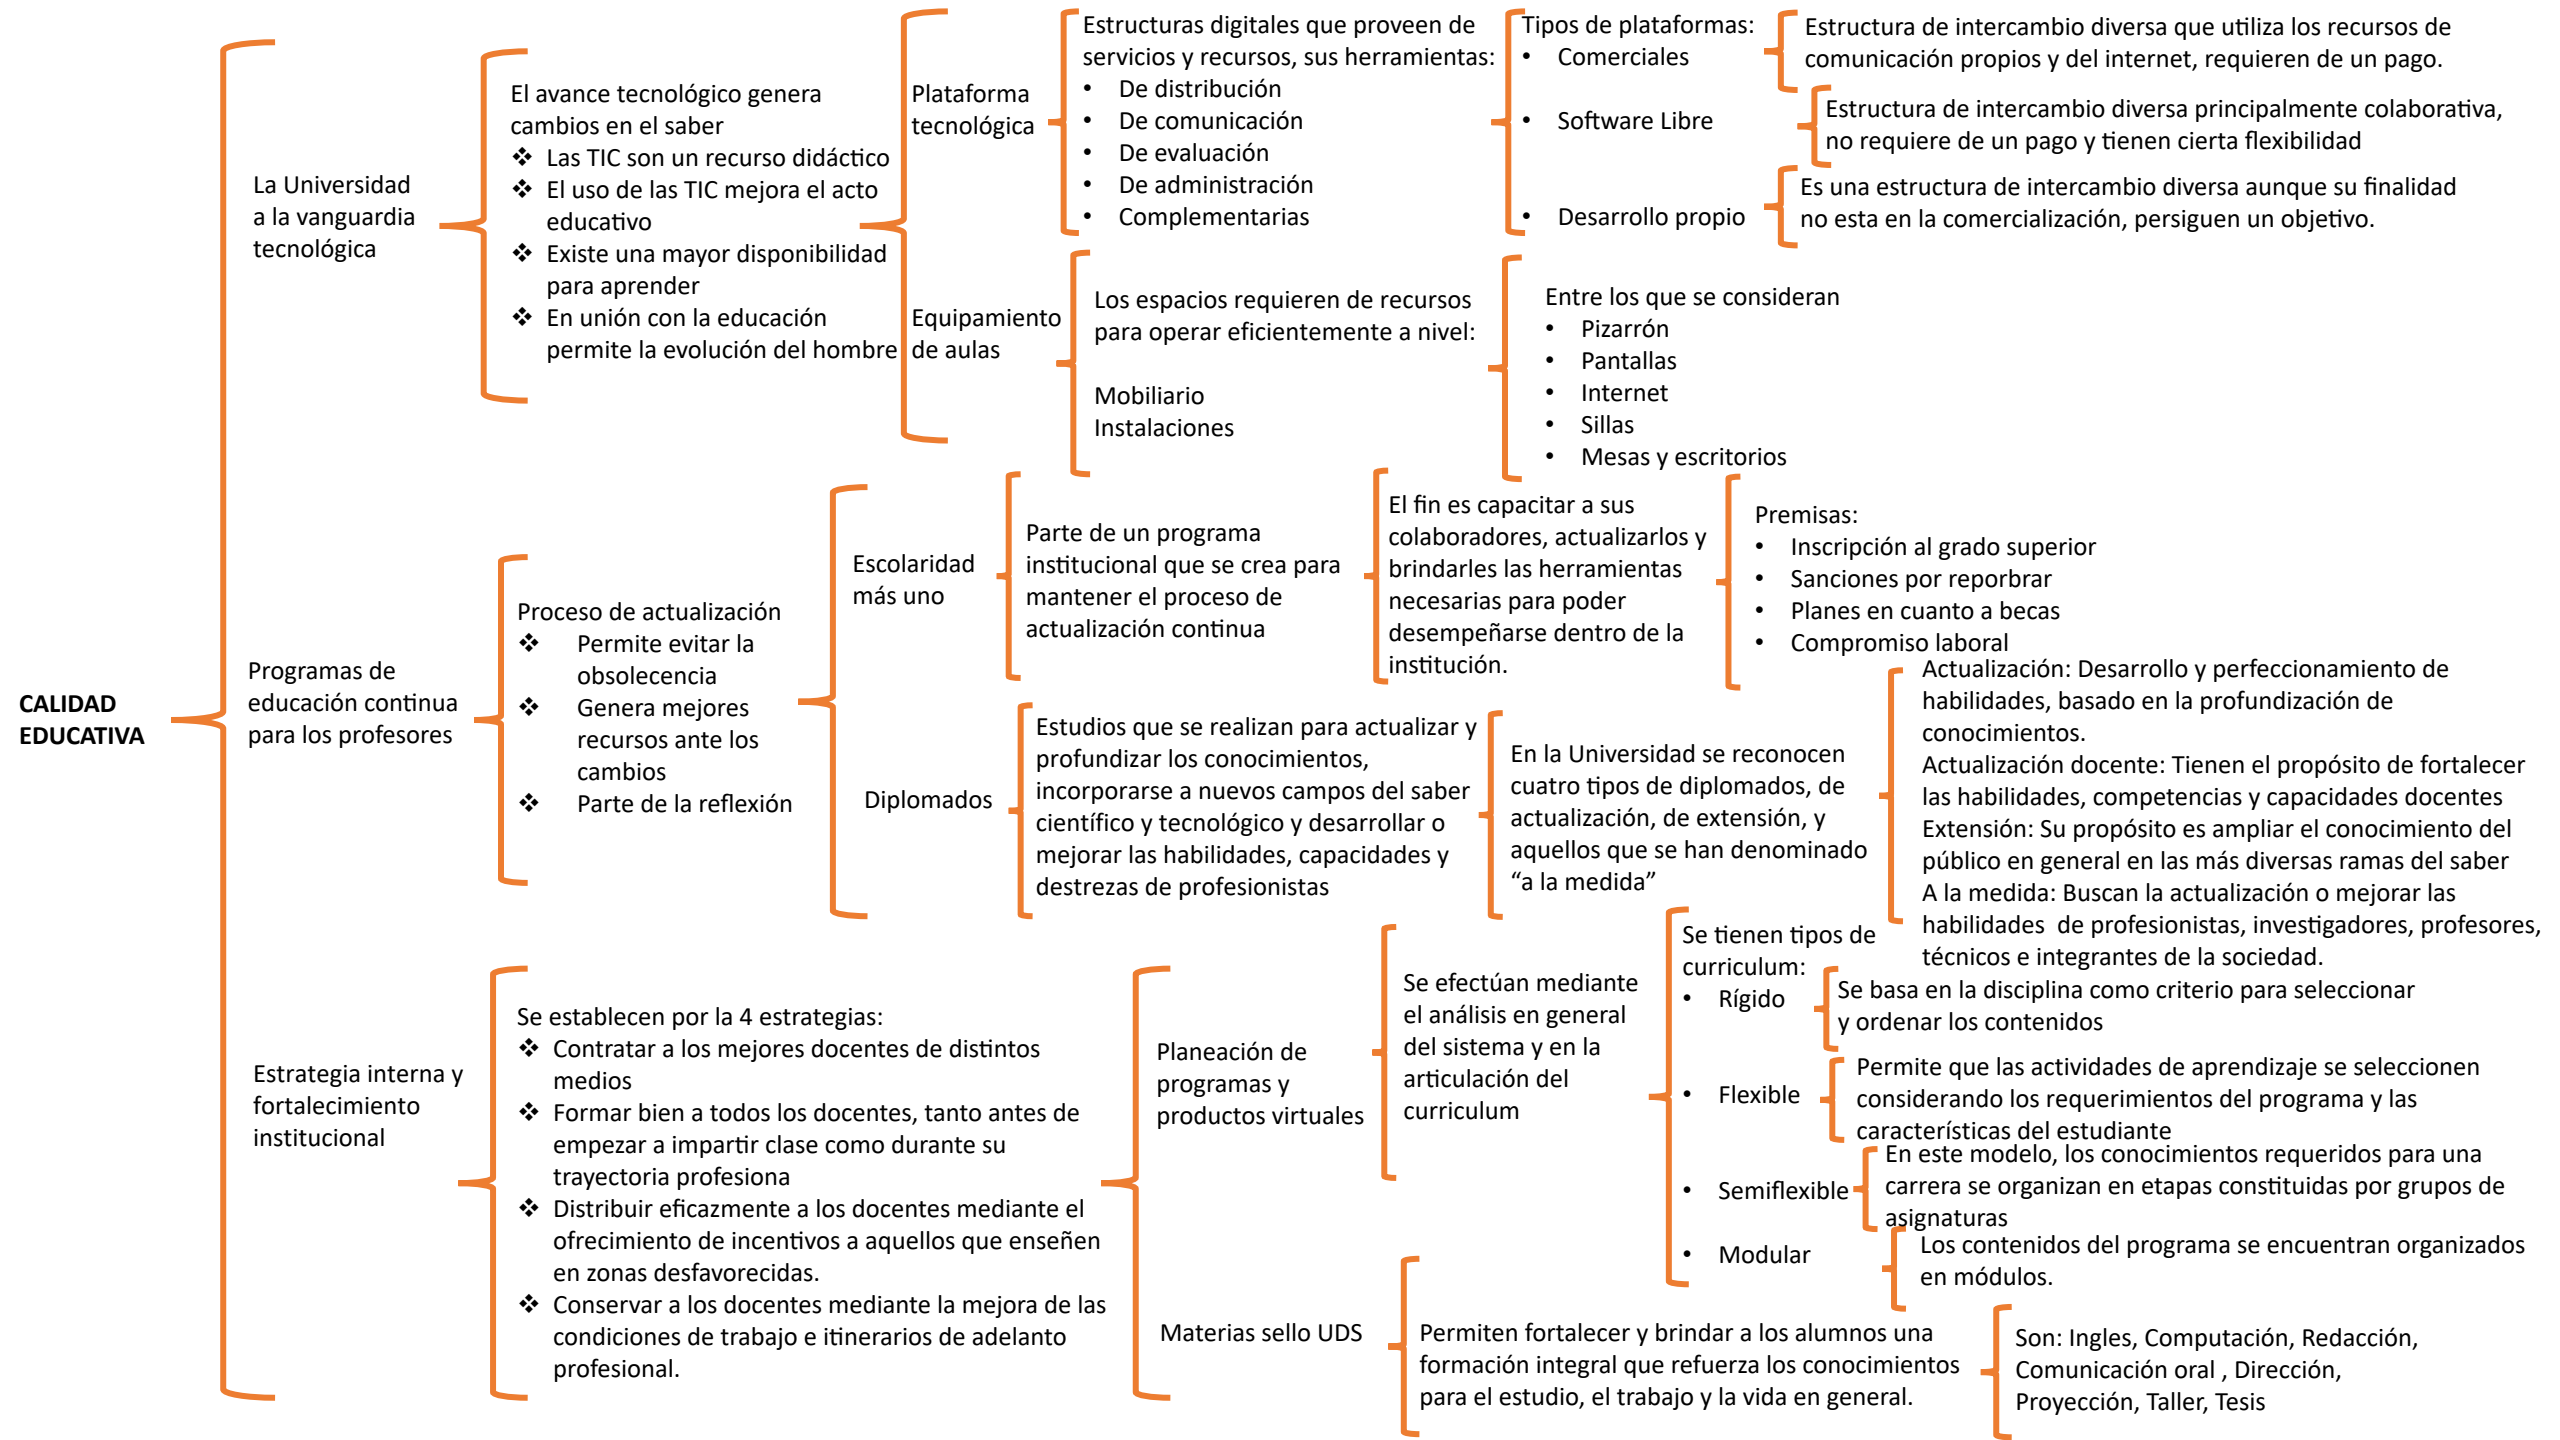 CALIDAD
EDUCATIVA
La Universidad
a la vanguardia
tecnológica
El avance tecnológico genera
cambios en el saber
❖ Las TIC son un recurso didáctico
❖ El uso de las TIC mejora el acto
educativo
❖ Existe una mayor disponibilidad
para aprender
❖ En unión con la educación
permite la evolución del hombre
Plataforma
tecnológica
Estructuras digitales que proveen de
servicios y recursos, sus herramientas:
• De distribución
• De comunicación
• De evaluación
• De administración
• Complementarias
Tipos de plataformas:
• Comerciales
Estructura de intercambio diversa que utiliza los recursos de
comunicación propios y del internet, requieren de un pago.
• Software Libre
Estructura de intercambio diversa principalmente colaborativa,
no requiere de un pago y tienen cierta flexibilidad
• Desarrollo propio
Es una estructura de intercambio diversa aunque su finalidad
no esta en la comercialización, persiguen un objetivo.
Equipamiento
de aulas
Los espacios requieren de recursos
para operar eficientemente a nivel:
Mobiliario
Instalaciones
Entre los que se consideran
• Pizarrón
• Pantallas
• Internet
• Sillas
• Mesas y escritorios
Programas de
educación continua
para los profesores
Proceso de actualización
❖ Permite evitar la
obsolecencia
❖ Genera mejores
recursos ante los
cambios
❖ Parte de la reflexión
Escolaridad
más uno
Parte de un programa
institucional que se crea para
mantener el proceso de
actualización continua
El fin es capacitar a sus
colaboradores, actualizarlos y
brindarles las herramientas
necesarias para poder
desempeñarse dentro de la
institución.
Premisas:
• Inscripción al grado superior
• Sanciones por reporbrar
• Planes en cuanto a becas
• Compromiso laboral
Diplomados
Estudios que se realizan para actualizar y
profundizar los conocimientos,
incorporarse a nuevos campos del saber
científico y tecnológico y desarrollar o
mejorar las habilidades, capacidades y
destrezas de profesionistas
En la Universidad se reconocen
cuatro tipos de diplomados, de
actualización, de extensión, y
aquellos que se han denominado
“a la medida”
Actualización: Desarrollo y perfeccionamiento de
habilidades, basado en la profundización de
conocimientos.
Actualización docente: Tienen el propósito de fortalecer
las habilidades, competencias y capacidades docentes
Extensión: Su propósito es ampliar el conocimiento del
público en general en las más diversas ramas del saber
A la medida: Buscan la actualización o mejorar las
habilidades  de profesionistas, investigadores, profesores,
técnicos e integrantes de la sociedad.
Estrategia interna y
fortalecimiento
institucional
Se establecen por la 4 estrategias:
❖ Contratar a los mejores docentes de distintos
medios
❖ Formar bien a todos los docentes, tanto antes de
empezar a impartir clase como durante su
trayectoria profesiona
❖ Distribuir eficazmente a los docentes mediante el
ofrecimiento de incentivos a aquellos que enseñen
en zonas desfavorecidas.
❖ Conservar a los docentes mediante la mejora de las
condiciones de trabajo e itinerarios de adelanto
profesional.
Planeación de
programas y
productos virtuales
Se efectúan mediante
el análisis en general
del sistema y en la
articulación del
curriculum
Se tienen tipos de
curriculum:
• Rígido
Se basa en la disciplina como criterio para seleccionar
y ordenar los contenidos
• Flexible
Permite que las actividades de aprendizaje se seleccionen
considerando los requerimientos del programa y las
características del estudiante
• Semiflexible
En este modelo, los conocimientos requeridos para una
carrera se organizan en etapas constituidas por grupos de
asignaturas
• Modular
Los contenidos del programa se encuentran organizados
en módulos.
Materias sello UDS
Permiten fortalecer y brindar a los alumnos una
formación integral que refuerza los conocimientos
para el estudio, el trabajo y la vida en general.
Son: Ingles, Computación, Redacción,
Comunicación oral , Dirección,
Proyección, Taller, Tesis